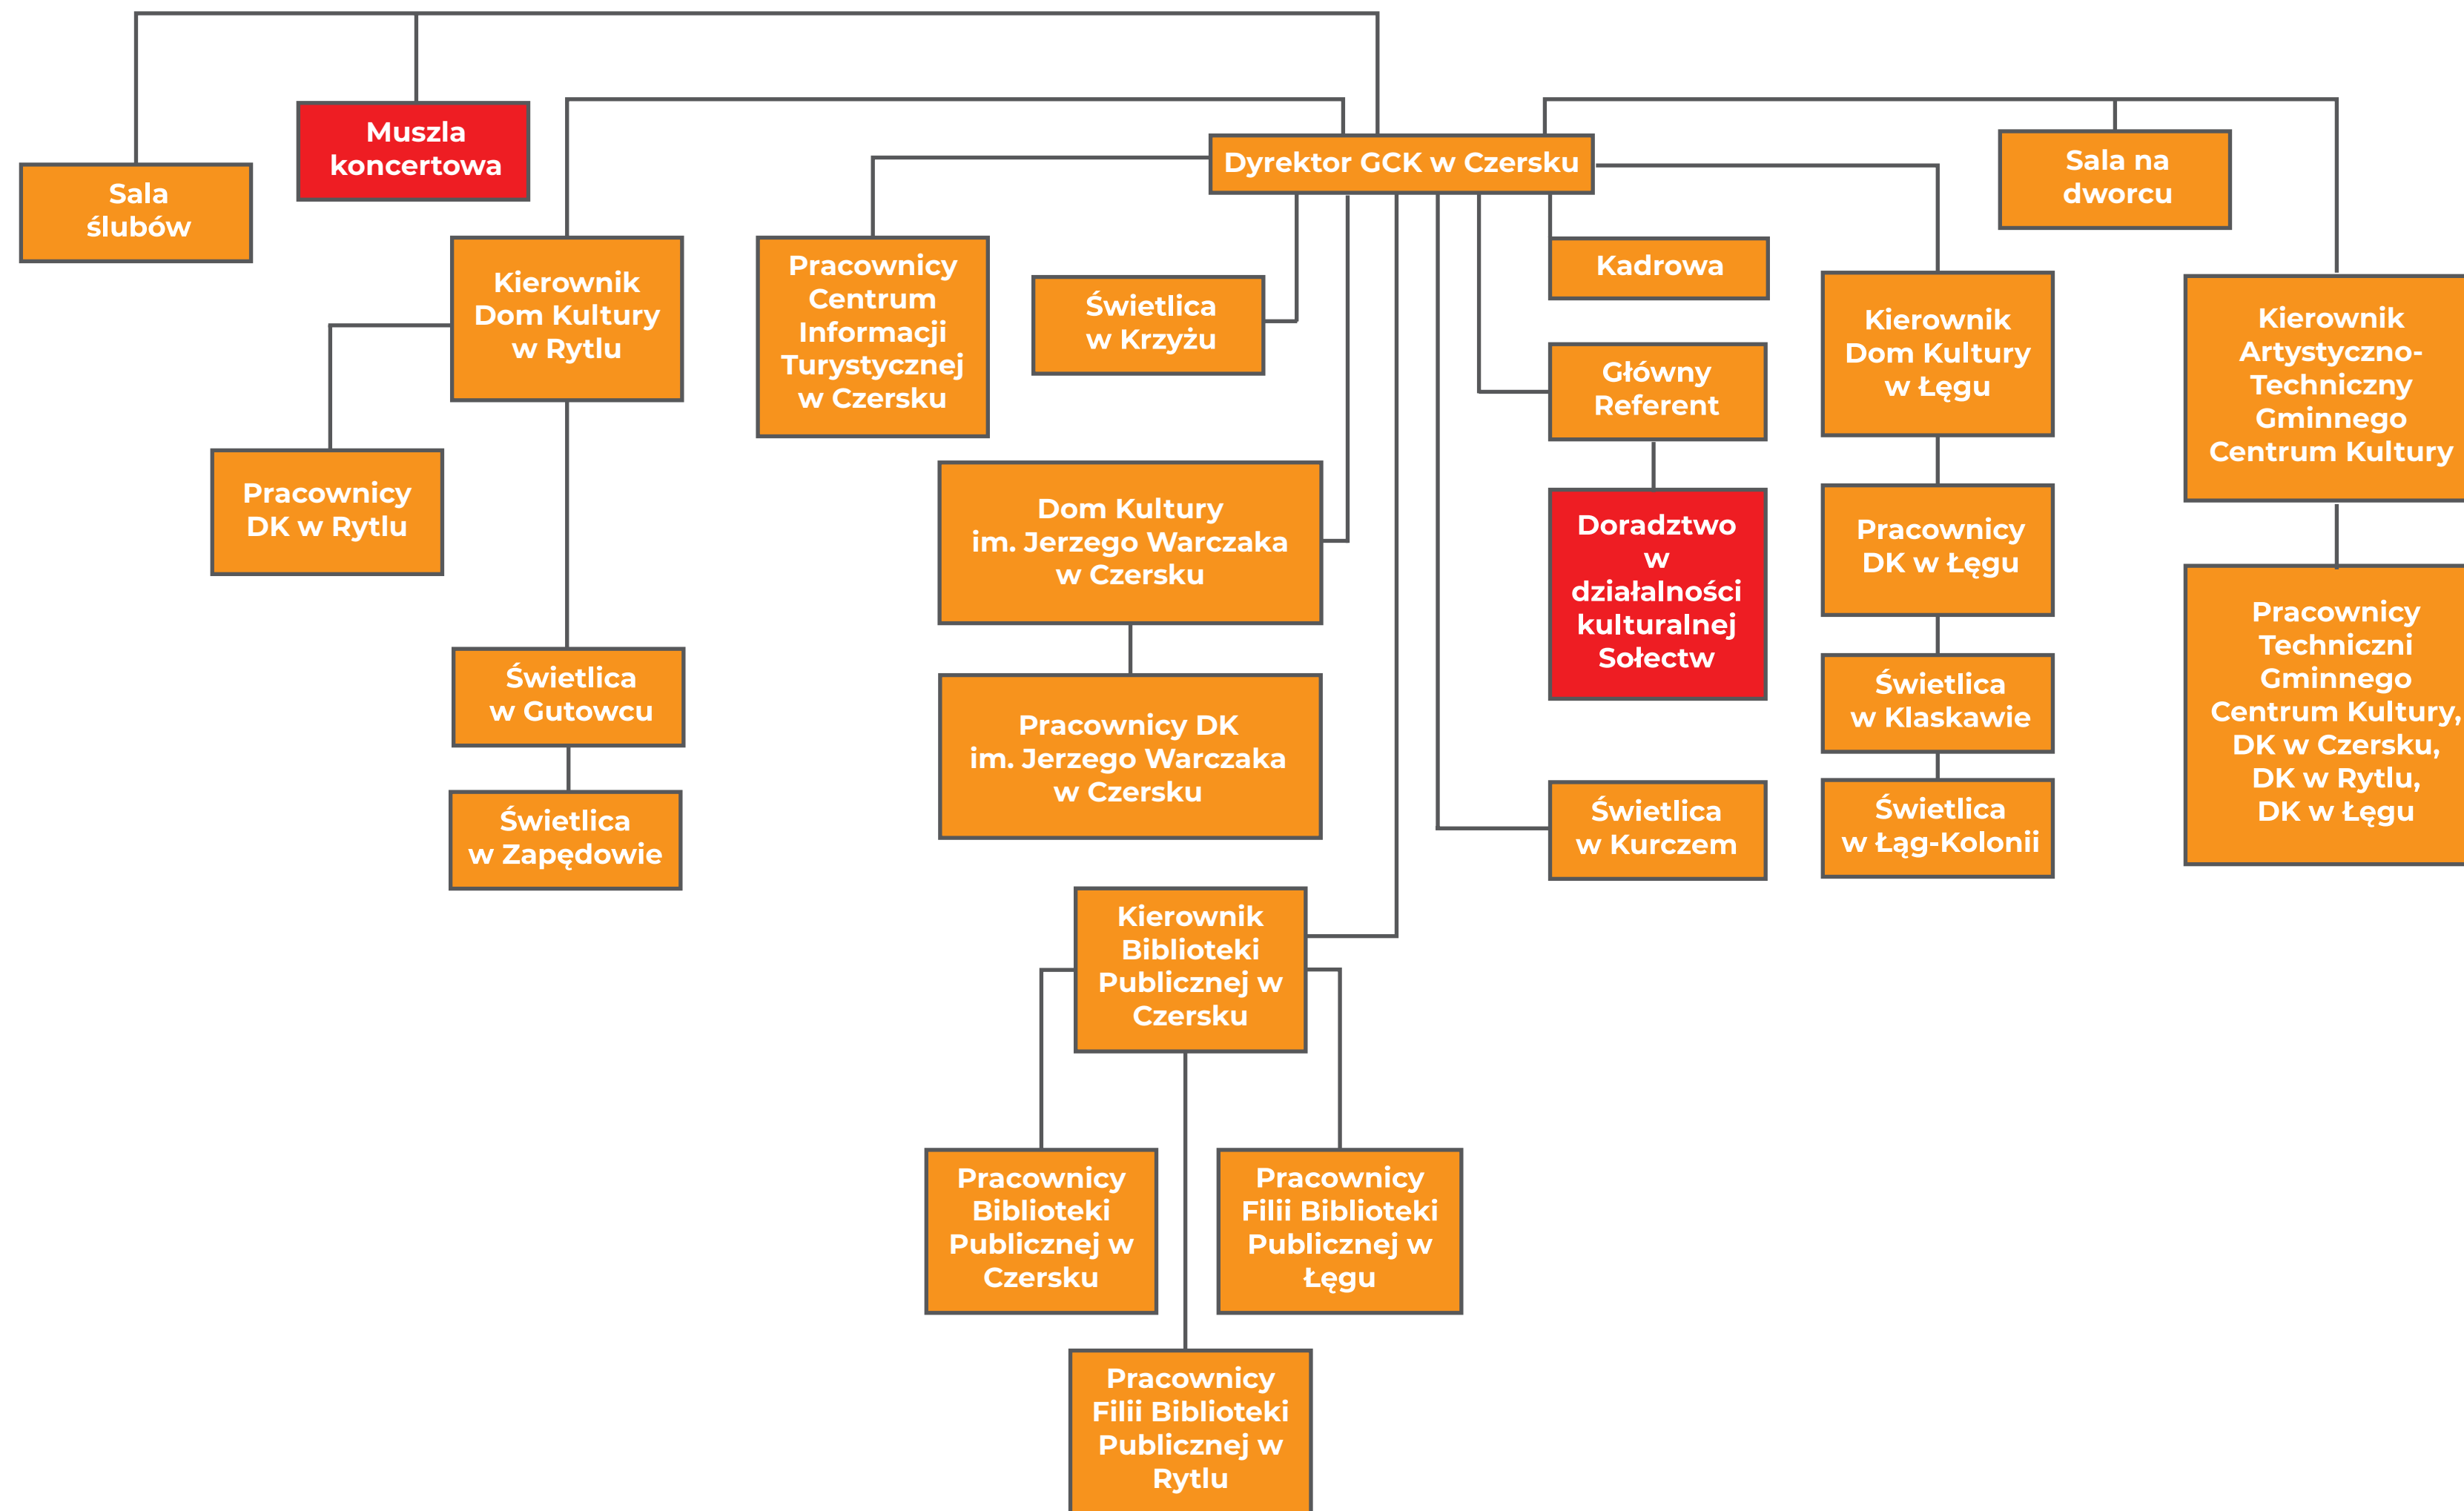 Muszla
koncertowa
Sala
ślubów
Dyrektor GCK w Czersku
Sala na
dworcu
Kierownik
Dom Kultury
w Rytlu
Pracownicy
Centrum
Informacji
Turystycznej
w Czersku
Świetlica
w Krzyżu
Kadrowa
Główny
Referent
Kierownik
Dom Kultury
w Łęgu
Kierownik
Artystyczno-
Techniczny
Gminnego
Centrum Kultury
Pracownicy
DK w Rytlu
Dom Kultury
im. Jerzego Warczaka
w Czersku
Doradztwo
w
działalności
kulturalnej
Sołectw
Pracownicy
DK w Łęgu
Pracownicy
Techniczni
Gminnego
Centrum Kultury,
DK w Czersku,
DK w Rytlu,
DK w Łęgu
Świetlica
w Gutowcu
Pracownicy DK
im. Jerzego Warczaka
w Czersku
Świetlica
w Klaskawie
Świetlica
w Zapędowie
Świetlica
w Kurczem
Świetlica
w Łąg-Kolonii
Kierownik
Biblioteki
Publicznej w
Czersku
Pracownicy
Biblioteki
Publicznej w
Czersku
Pracownicy
Filii Biblioteki
Publicznej w
Łęgu
Pracownicy
Filii Biblioteki
Publicznej w
Rytlu